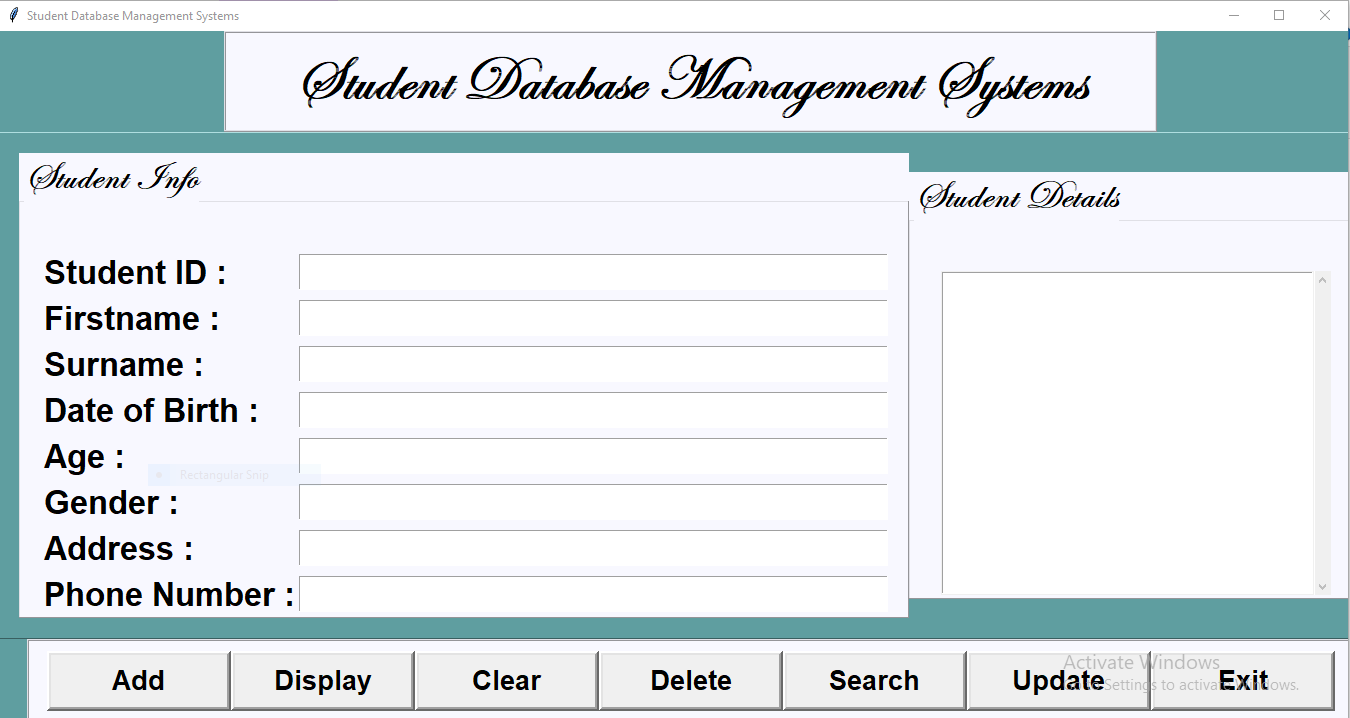 Student Database Management Systems
Student Database Management Systems
Student Info
Student Details
Student ID :
Firstname :
Surname :
Date of Birth :
Age :
Rectangular Snip
Gender :
Address :
Phone Number :
Add Display Clear Delete Search Update Exit
Activate Windows
to Settings to activate Windows.